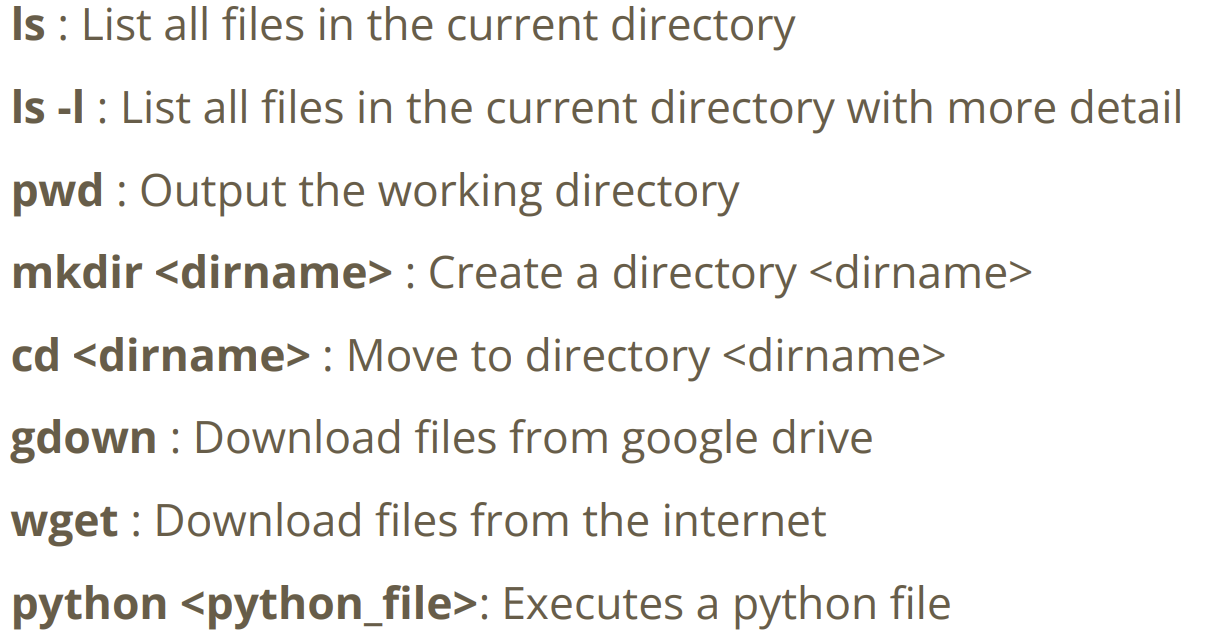 ls : List all files in the current directory
ls -l : List all files in the current directory with more detail
pwd : Output the working directory
mkdir <dirname> : Create a directory <dirname>
cd <dirname> : Move to directory <dirname>
gdown : Download files from google drive
wget : Download files from the internet
python <python_file>: Executes a python file